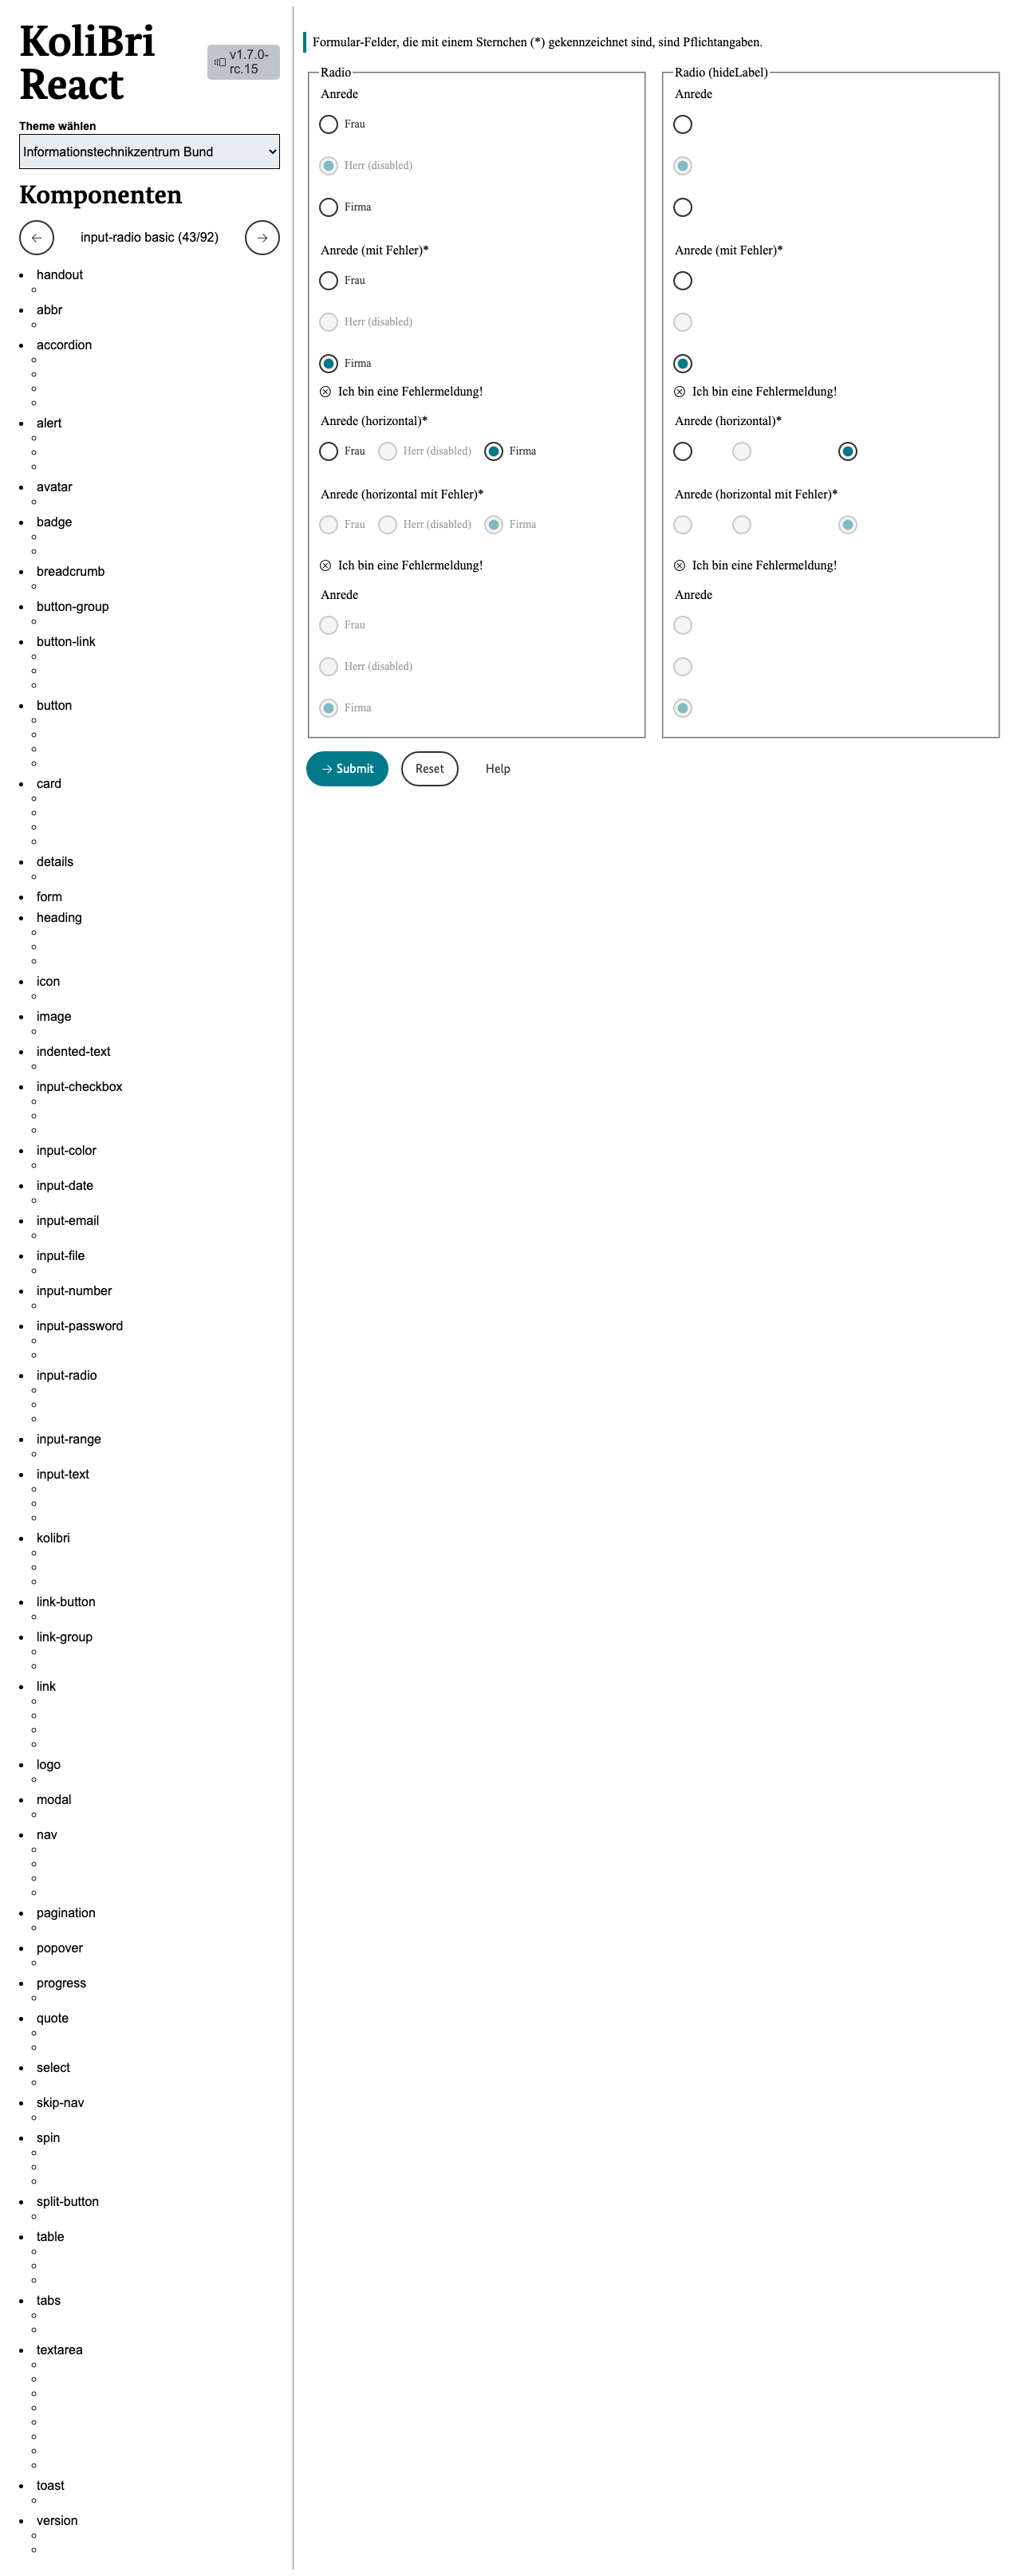 KoliBri
React
v1.7.0-
rc.15
Theme wählen
Informationstechnikzentrum Bund
Komponenten
input-radio basic (43/92)
handout
abbr
accordion
alert
avatar
badge
breadcrumb
button-group
button-link
button
card
details
form
heading
icon
image
indented-text
input-checkbox
input-color
input-date
input-email
input-file
input-number
input-password
input-radio
input-range
input-text
kolibri
link-button
link-group
link
logo
modal
nav
pagination
popover
progress
quote
select
skip-nav
spin
split-button
table
tabs
textarea
toast
version
Formular-Felder, die mit einem Sternchen (*) gekennzeichnet sind, sind Pflichtangaben.
Radio
Anrede
Frau
Herr (disabled)
Firma
Anrede (mit Fehler)*
Frau
Herr (disabled)
Firma
Ich bin eine Fehlermeldung!
Anrede (horizontal)*
Frau Herr (disabled) Firma
Anrede (horizontal mit Fehler)*
Frau Herr (disabled) Firma
Ich bin eine Fehlermeldung!
Anrede
Frau
Herr (disabled)
Firma
Radio (hideLabel)
Anrede
Anrede (mit Fehler)*
Ich bin eine Fehlermeldung!
Anrede (horizontal)*
Anrede (horizontal mit Fehler)*
Ich bin eine Fehlermeldung!
Anrede
Submit Reset Help